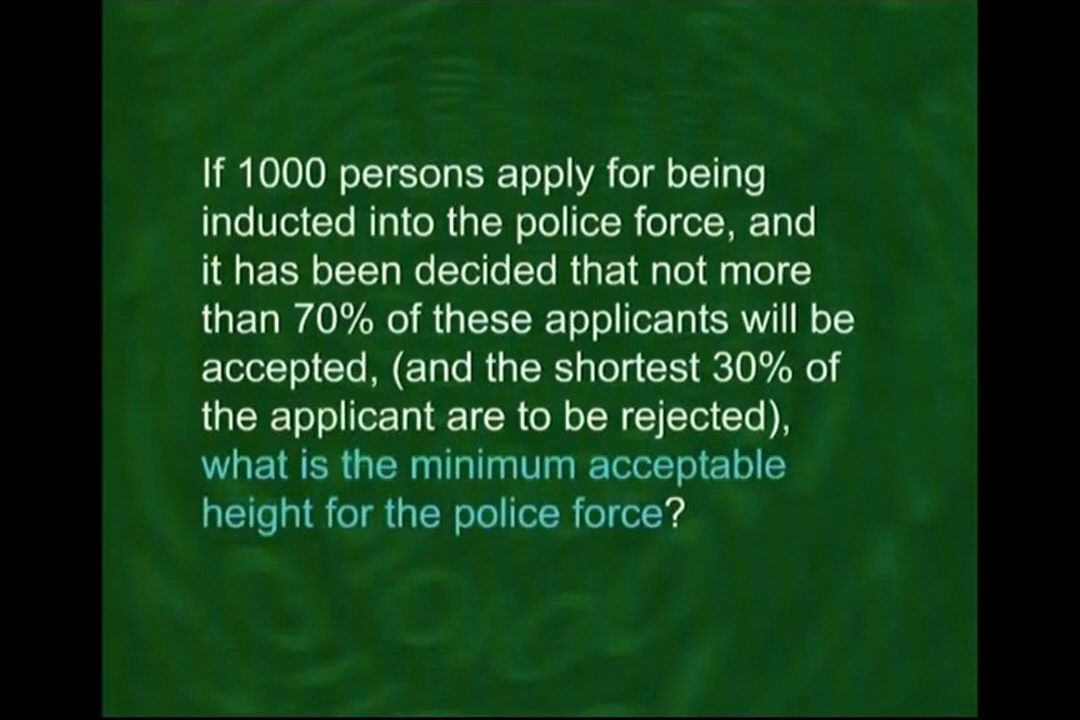 If 1000 persons apply for being
inducted into the police force, and
it has been decided that not more
than 70% of these applicants will be
accepted, (and the shortest 30% of
the applicant are to be rejected),
what is the minimum acceptable
height for the police force?